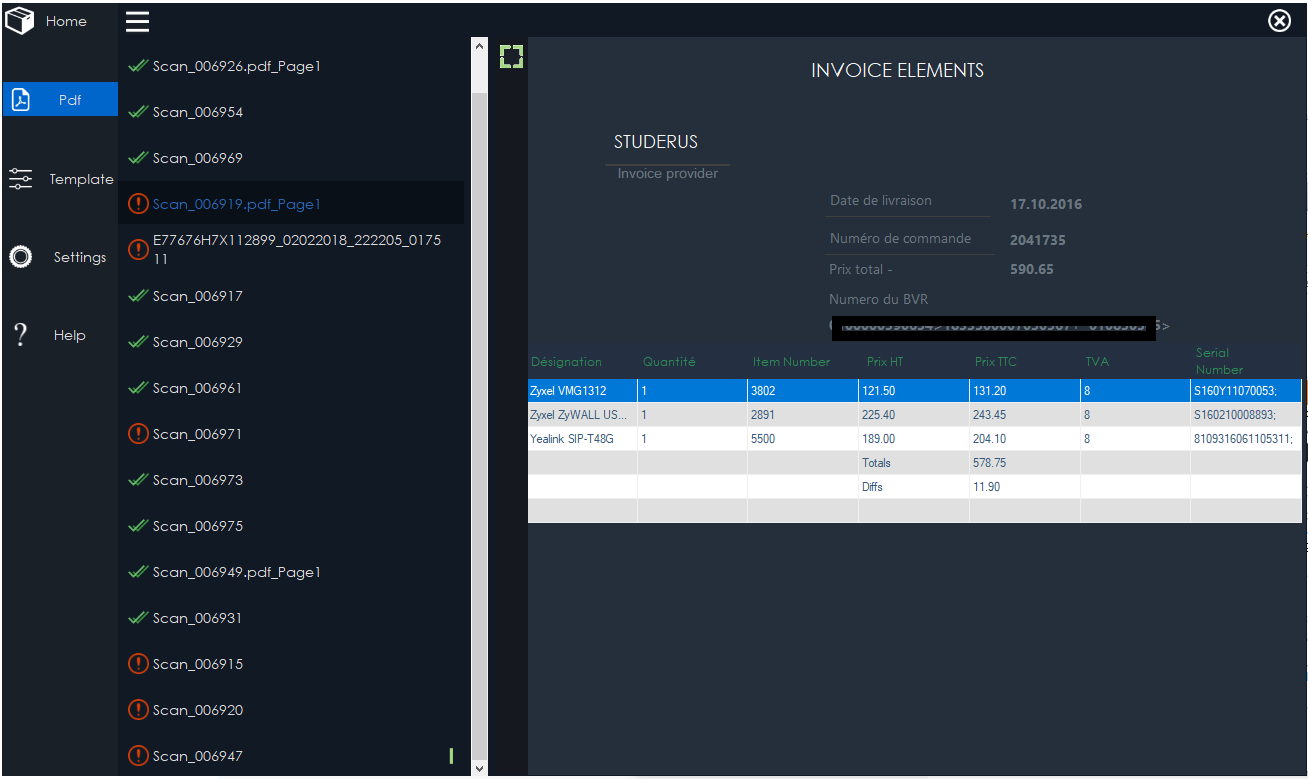 Home
Pdf
Template
Settings
Help
Scan_006926.pdf_Page1
Scan_006954
Scan_006969
Scan_006919.pdf_Page1
E77676H7X112899_02022018_222205_0175
11
Scan_006917
Scan_006929
Scan_006961
Scan_006971
Scan_006973
Scan_006975
Scan_006949.pdf_Page1
Scan_006931
Scan_006915
Scan_006920
Scan_006947
INVOICE ELEMENTS
STUDERUS
Invoice provider
Date de livraison 17.10.2016
Numéro de commande 2041735
Prix total - 590.65
Numero du BVR
Désignation Quantité Item Number Prix HT Prix TTC TVA Serial
Number
Zyxel VMG1312 1 3802 121.50 131.20 8 S160Y11070053;
Zyxel ZyWALL US... 1 2891 225.40 243.45 8 S160210008893;
Yealink SIP-T48G 1 5500 189.00 204.10 8 8109316061105311;
Totals 578.75
Diffs 11.90